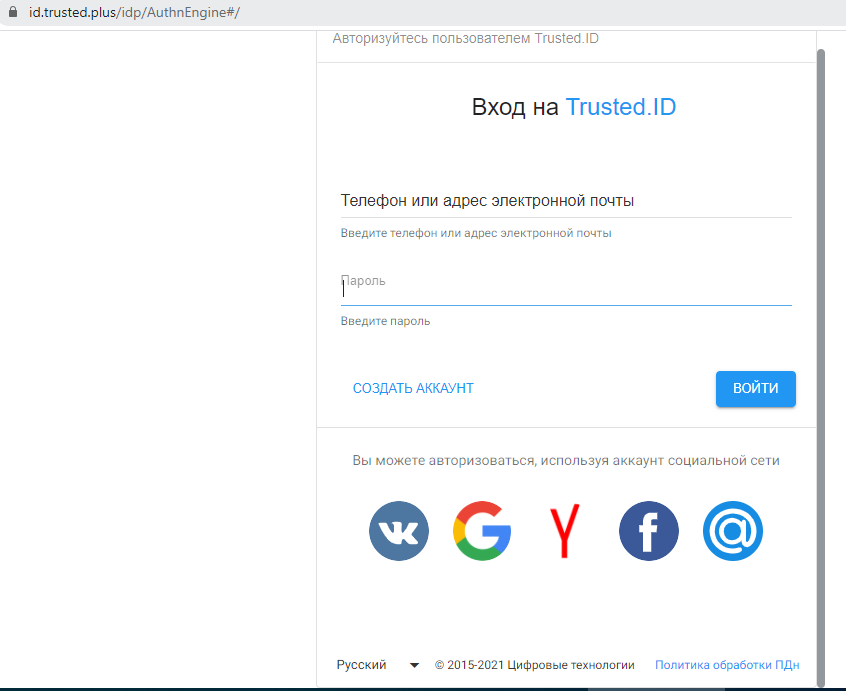 id.trusted.plus/idp/AuthnEngine#/
Авторизуйтесь пользователем Trusted.ID
Вход на Trusted.ID
Телефон или адрес электронной почты
Введите телефон или адрес электронной почты
Пароль
Введите пароль
СОЗДАТЬ АККАУНТ ВОЙТИ
Вы можете авторизоваться, используя аккаунт социальной сети
Русский © 2015-2021 Цифровые технологии Политика обработки ПДн